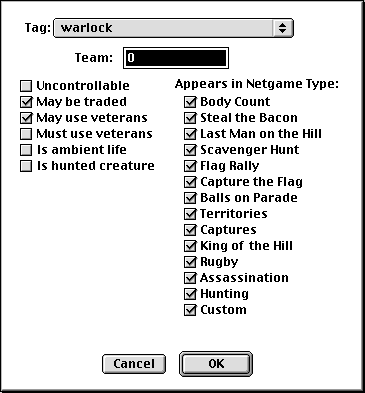 Tag: warlock
Team: 0
Uncontrollable
May be traded
May use veterans
Must use veterans
Is ambient life
Is hunted creature
Appears in Netgame Type:
Body Count
Steal the Bacon
Last Man on the Hill
Scavenger Hunt
Flag Rally
Capture the Flag
Balls on Parade
Territories
Captures
King of the Hill
Rugby
Assassination
Hunting
Custom
Cancel OK